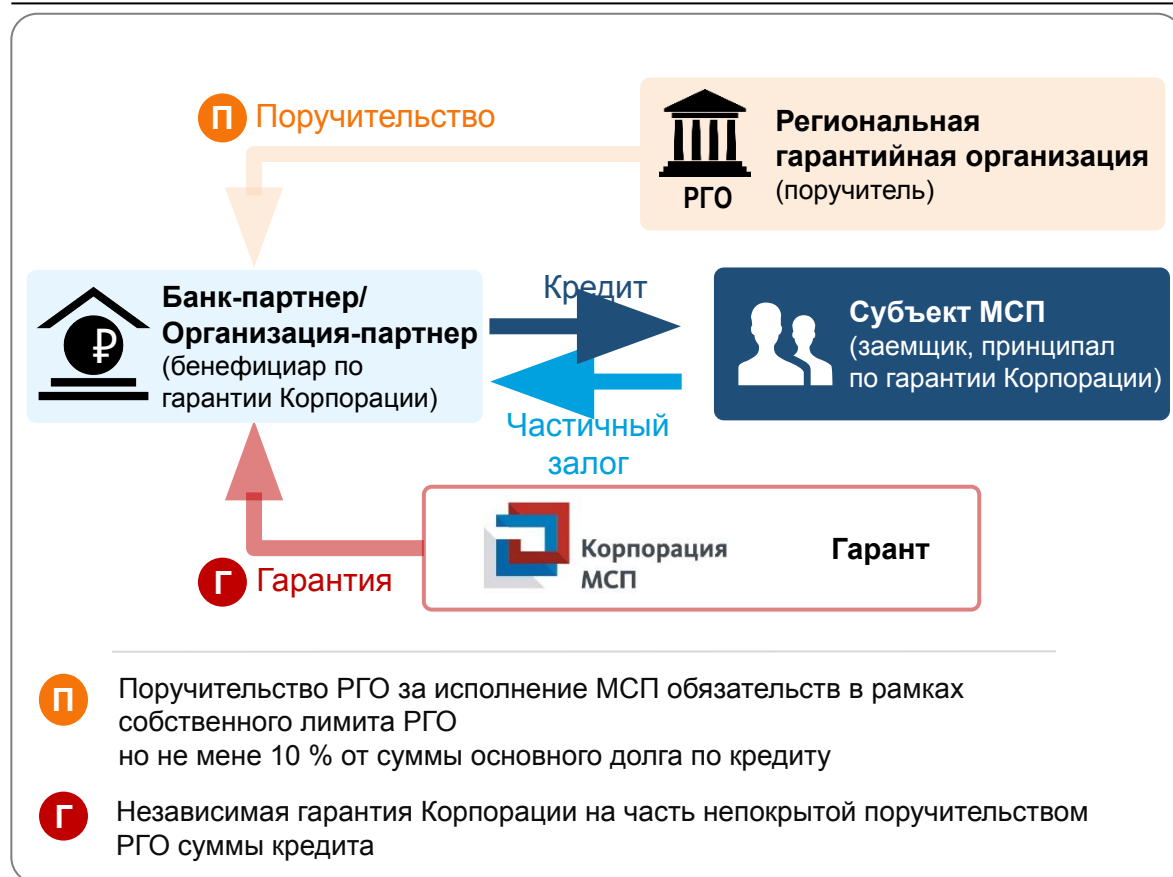 П Поручительство
РГО
Региональная
гарантийная организация
(поручитель)
₽
Банк-партнер/
Организация-партнер
(бенефициар по
гарантии Корпорации)
Кредит
Частичный
залог
Субъект МСП
(заемщик, принципал
по гарантии Корпорации)
Г Гарантия
Корпорация
МСП
Гарант
П Поручительство РГО за исполнение МСП обязательств в рамках
собственного лимита РГО
но не мене 10 % от суммы основного долга по кредиту
Г Независимая гарантия Корпорации на часть непокрытой поручительством
РГО суммы кредита